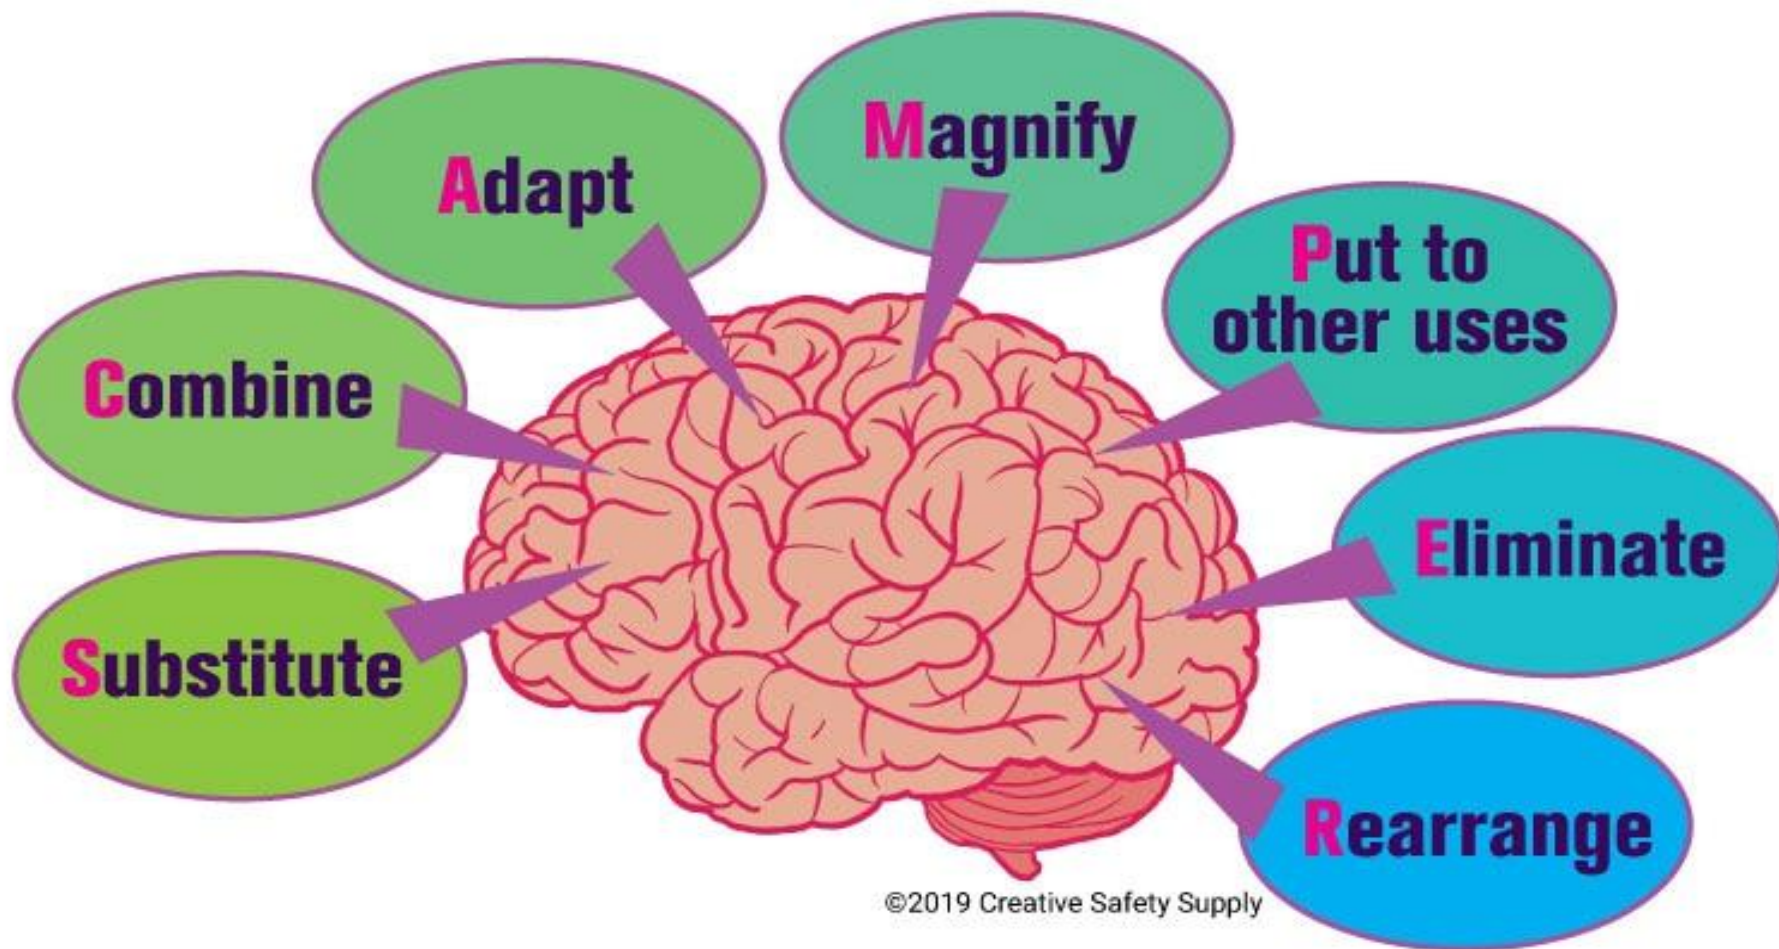 Substitute
Combine
Adapt
Magnify
Put to
other uses
Eliminate
Rearrange
©2019 Creative Safety Supply